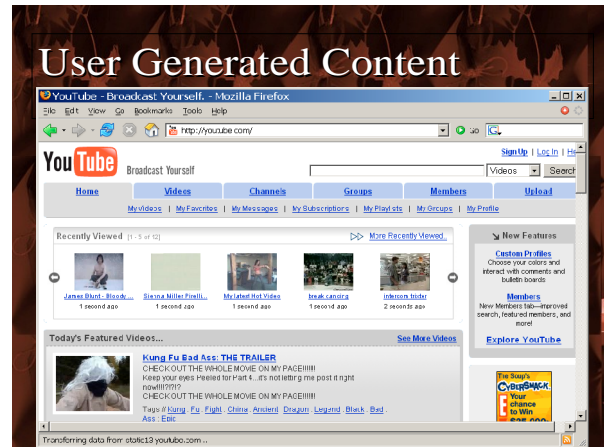 User Generated Content
YouTube - Broadcast Yourself. - Mozilla Firefox
File Edit View Go Bookmarks Tools Help
http://youtube.com/ Go G
Sign Up | Log In | He
YouTube Broadcast Yourself Videos Search
Home Videos Channels Groups Members Upload
My Videos | My Favorites | My Messages | My Subscriptions | My Playlists | My Groups | My Profile
Recently Viewed [1 - 5 of 12] More Recently Viewed..
James Blunt - Bloody ... Sienna Miller Pirelli... My latest Hot Video break dancing
1 second ago 1 second ago 1 second ago 1 second ago 2 seconds ago
New Features
Custom Profiles
Choose your colors and
interact with comments and
bulletin boards
Members
New Members tab—improved
search, featured members, and
more!
Explore YouTube
Today's Featured Videos... See More Videos
Kung Fu Bad Ass: THE TRAILER
CHECK OUT THE WHOLE MOVIE ON MY PAGE!!!!!!
Keep your eyes Peeled for Part 4...it's not letting me post it right
now!!!!?!?!?
CHECK OUT THE WHOLE MOVIE ON MY PAGE!!!!!!
Tags // Kung . Fu . Fight . China . Ancient . Dragon . Legend . Black . Bad .
Ass . Epic
The Soup's
CYBERSMACK
Your
chance
to Win
$25,000
Transferring data from static13.youtube.com...